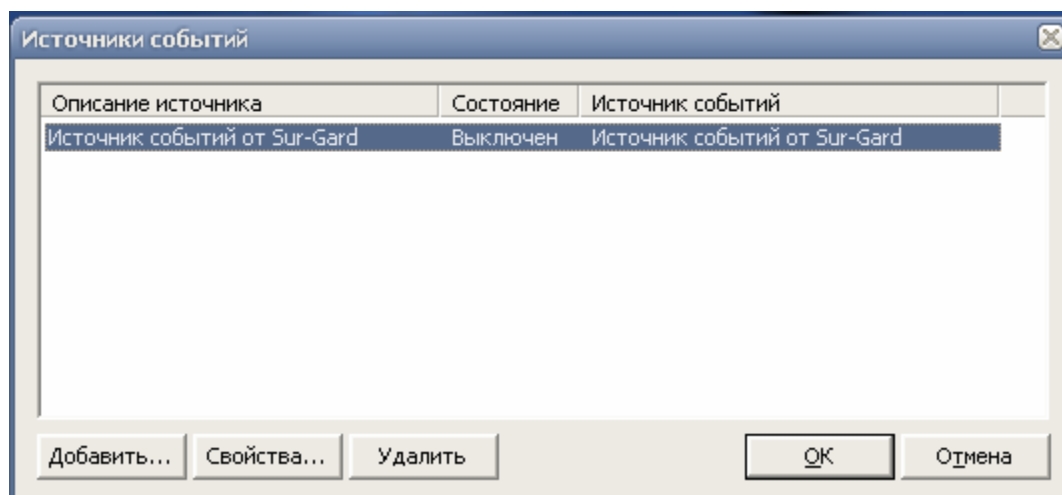 Источники событий
Описание источника Состояние Источник событий
Источник событий от Sur-Gard Выключен Источник событий от Sur-Gard
Добавить... Свойства... Удалить OK Отмена